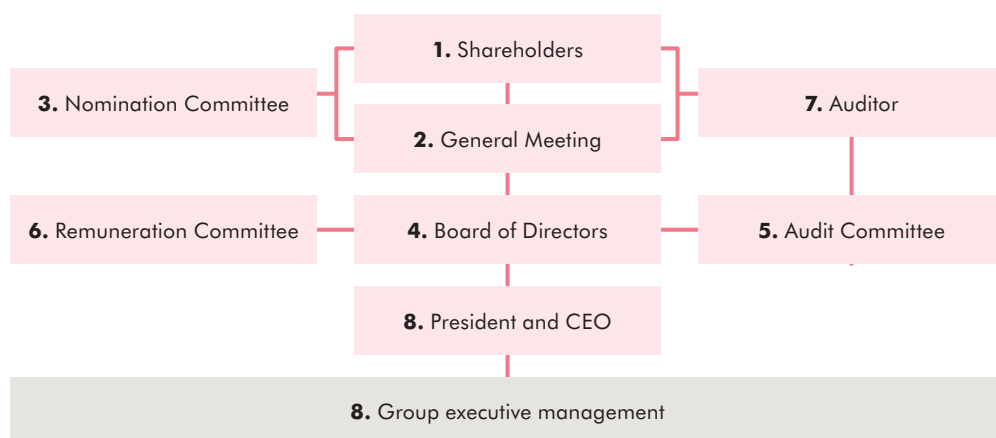 1. Shareholders
3. Nomination Committee
7. Auditor
2. General Meeting
6. Remuneration Committee
4. Board of Directors
5. Audit Committee
8. President and CEO
8. Group executive management